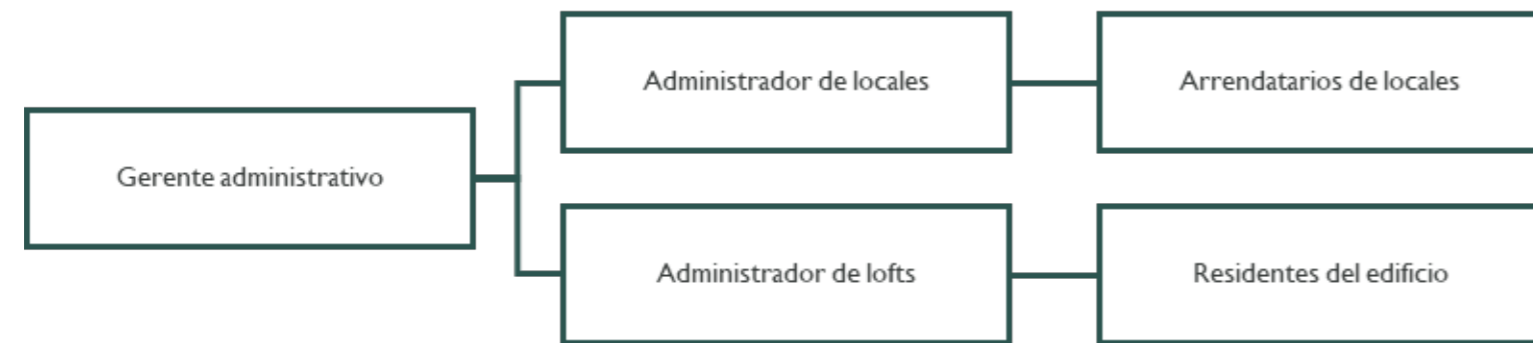 Gerente administrativo
Administrador de locales
Arrendatarios de locales
Administrador de lofts
Residentes del edificio